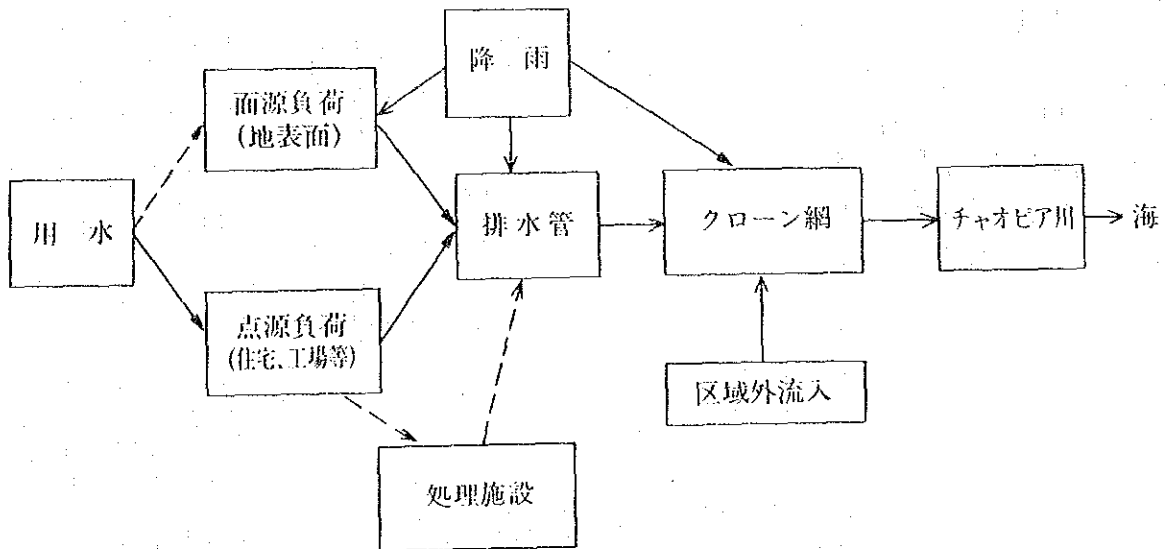 降雨
面源負荷
(地表面)
用水
排水管
クローン網
チャオピア川
海
点源負荷
(住宅、工場等)
区域外流入
処理施設